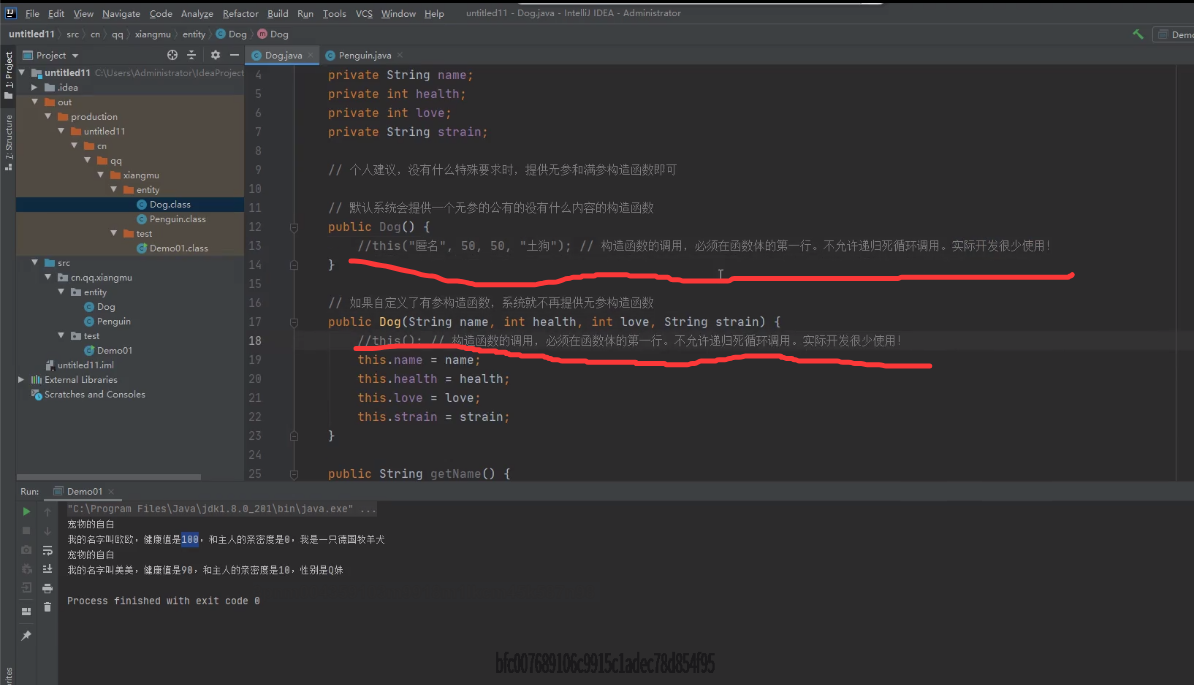 File Edit View Navigate Code Analyze Refactor Build Run Tools VCS Window Help untitled11 - Dog.java - IntelliJ IDEA - Administrator
untitled11 src cn qq xiangmu entity Dog Dog
Project
Dog.java Penguin.java
1: Project
Z: Structure
untitled11 C:\Users\Administrator\IdeaProject
.idea
out
production
untitled11
cn
qq
xiangmu
entity
Dog.class
Penguin.class
test
Demo01.class
src
cn.qq.xiangmu
entity
Dog
Penguin
test
Demo01
untitled11.iml
External Libraries
Scratches and Consoles
4 private String name;
5 private int health;
6 private int love;
7 private String strain;
8
9 // 个人建议，没有什么特殊要求时，提供无参和满参构造函数即可
10
11 // 默认系统会提供一个无参的公有的没有什么内容的构造函数
12 public Dog() {
13 //this("匿名", 50, 50, "土狗"); // 构造函数的调用，必须在函数体的第一行。不允许递归死循环调用。实际开发很少使用！
14 }
15
16 // 如果自定义了有参构造函数，系统就不再提供无参构造函数
17 public Dog(String name, int health, int love, String strain) {
18 //this(); // 构造函数的调用，必须在函数体的第一行。不允许递归死循环调用。实际开发很少使用！
19 this.name = name;
20 this.health = health;
21 this.love = love;
22 this.strain = strain;
23 }
24
25 public String getName() {
Run: Demo01
"C:\Program Files\Java\jdk1.8.0_281\bin\java.exe" ...
宠物的自白
我的名字叫欧欧，健康值是100，和主人的亲密度是0，我是一只德国牧羊犬
宠物的自白
我的名字叫美美，健康值是90，和主人的亲密度是10，性别是Q妹
Process finished with exit code 0
bfc007689106c9915c1adec78d854f95